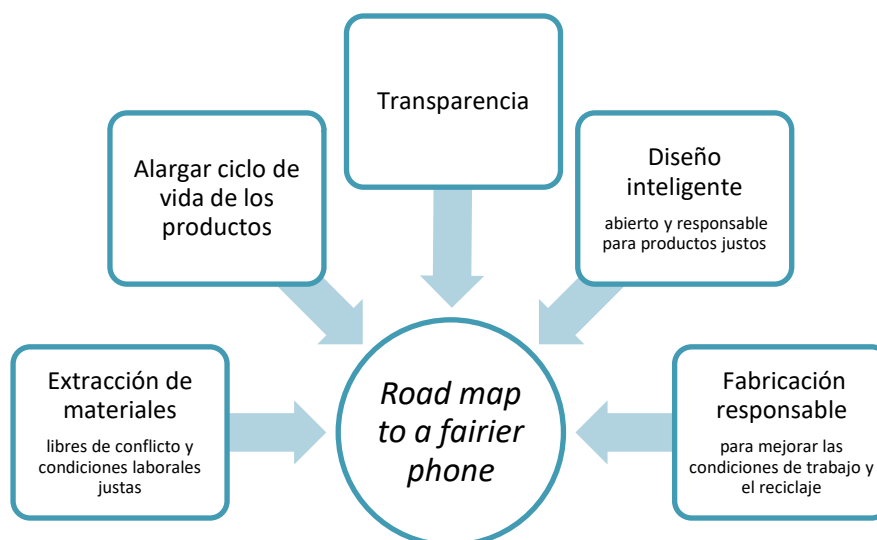 Transparencia
Alargar ciclo de
vida de los
productos
Diseño
inteligente
abierto y responsable
para productos justos
Extracción de
materiales
libres de conflicto y
condiciones laborales
justas
Road map
to a fairier
phone
Fabricación
responsable
para mejorar las
condiciones de trabajo y
el reciclaje